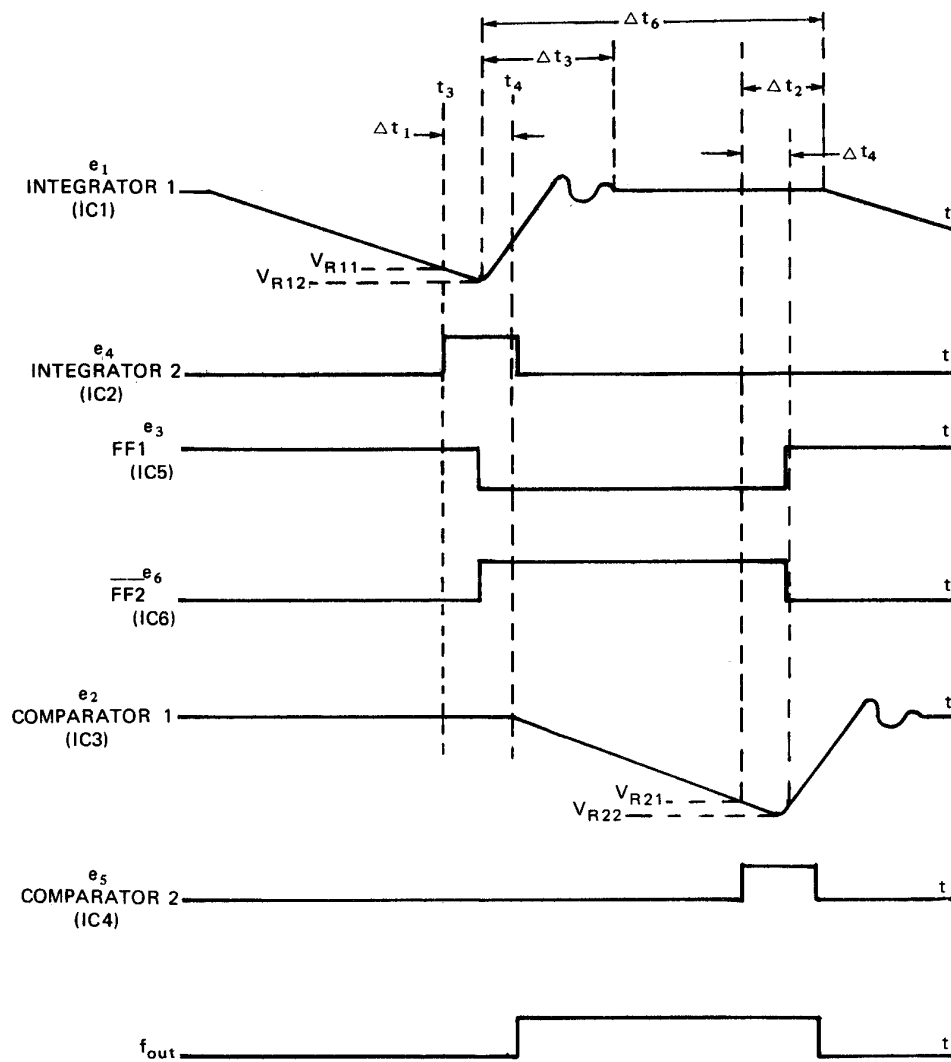 Δt6
Δt3
t3
t4
Δt2
Δt1
Δt4
e1
INTEGRATOR 1
(IC1)
t
VR11
VR12
e4
INTEGRATOR 2
(IC2)
t
e3
FF1
(IC5)
t
e6
FF2
(IC6)
t
e2
COMPARATOR 1
(IC3)
t
VR21
VR22
e5
COMPARATOR 2
(IC4)
t
fout
t